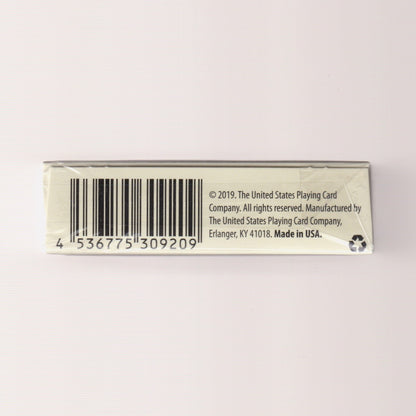 © 2019. The United States Playing Card
Company. All rights reserved. Manufactured by
The United States Playing Card Company,
Erlanger, KY 41018. Made in USA.
4 536775 309209